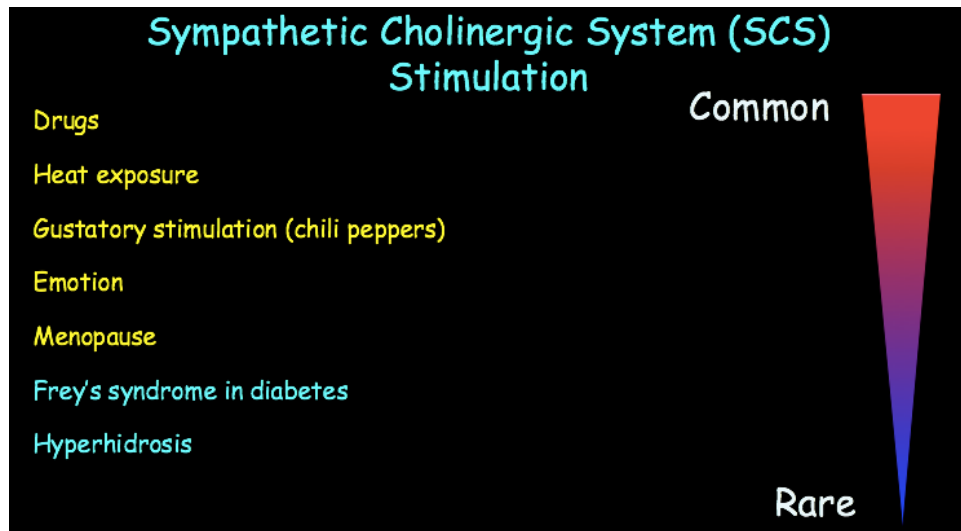 Sympathetic Cholinergic System (SCS)
Stimulation
Common
Drugs
Heat exposure
Gustatory stimulation (chili peppers)
Emotion
Menopause
Frey's syndrome in diabetes
Hyperhidrosis
Rare